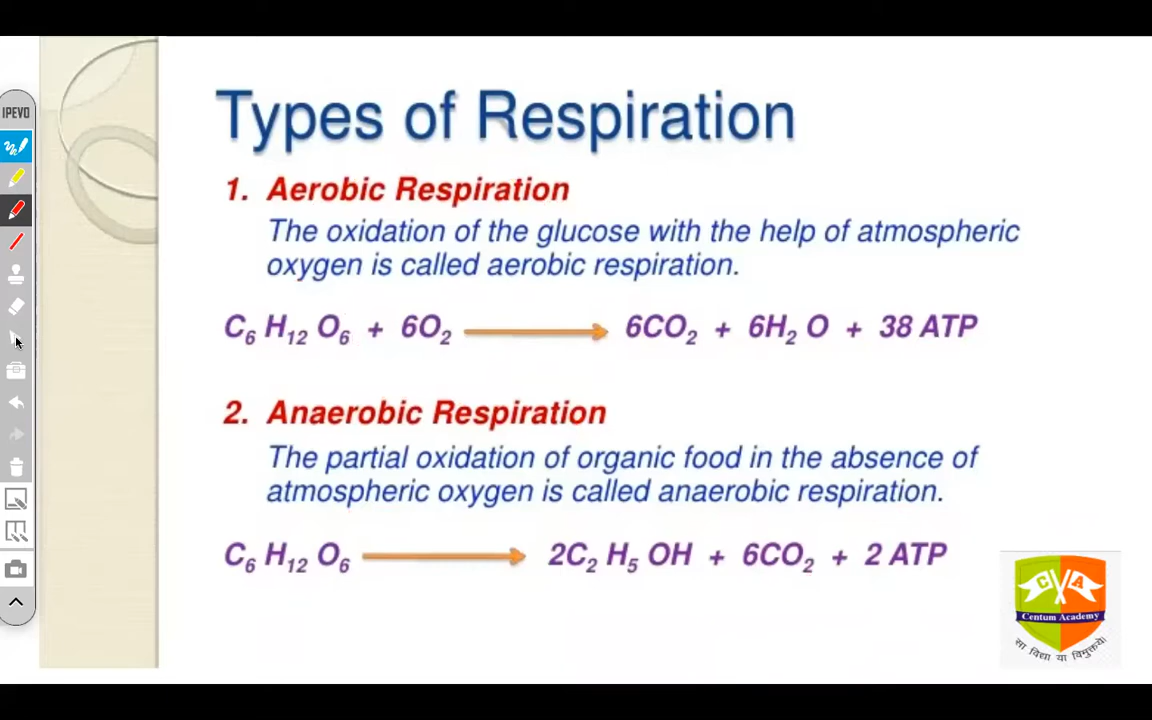 IPEVO
Types of Respiration
1. Aerobic Respiration
The oxidation of the glucose with the help of atmospheric
oxygen is called aerobic respiration.
C₆ H₁₂ O₆ + 6O₂ → 6CO₂ + 6H₂ O + 38 ATP
2. Anaerobic Respiration
The partial oxidation of organic food in the absence of
atmospheric oxygen is called anaerobic respiration.
C₆ H₁₂ O₆ → 2C₂ H₅ OH + 6CO₂ + 2 ATP
C A
Centum Academy
सा विद्या या विमुक्तये